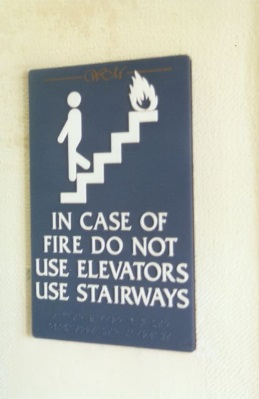 IN CASE OF
FIRE DO NOT
USE ELEVATORS
USE STAIRWAYS